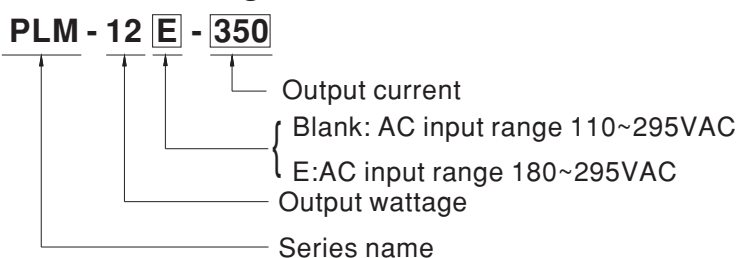 PLM - 12 E - 350
Output current
Blank: AC input range 110~295VAC
E:AC input range 180~295VAC
Output wattage
Series name